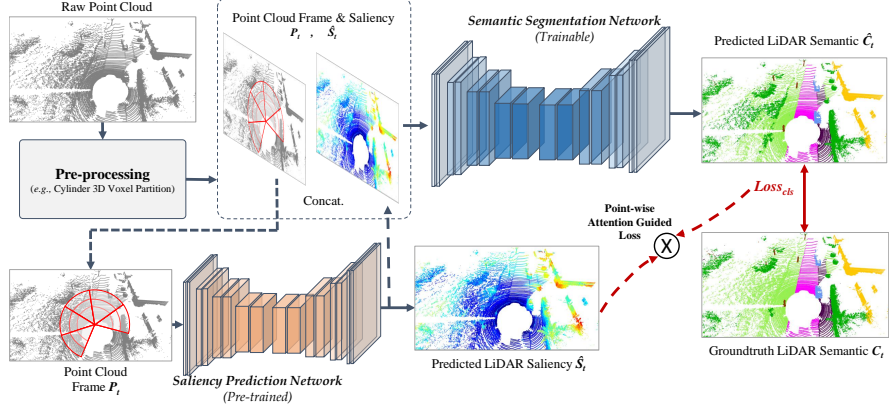 Raw Point Cloud
Point Cloud Frame & Saliency
P_t , Ŝ_t
Semantic Segmentation Network
(Trainable)
Predicted LiDAR Semantic Ĉ_t
Pre-processing
(e.g., Cylinder 3D Voxel Partition)
Concat.
Point-wise
Attention Guided
Loss
X
Loss_cls
Point Cloud
Frame P_t
Saliency Prediction Network
(Pre-trained)
Predicted LiDAR Saliency Ŝ_t
Groundtruth LiDAR Semantic C_t